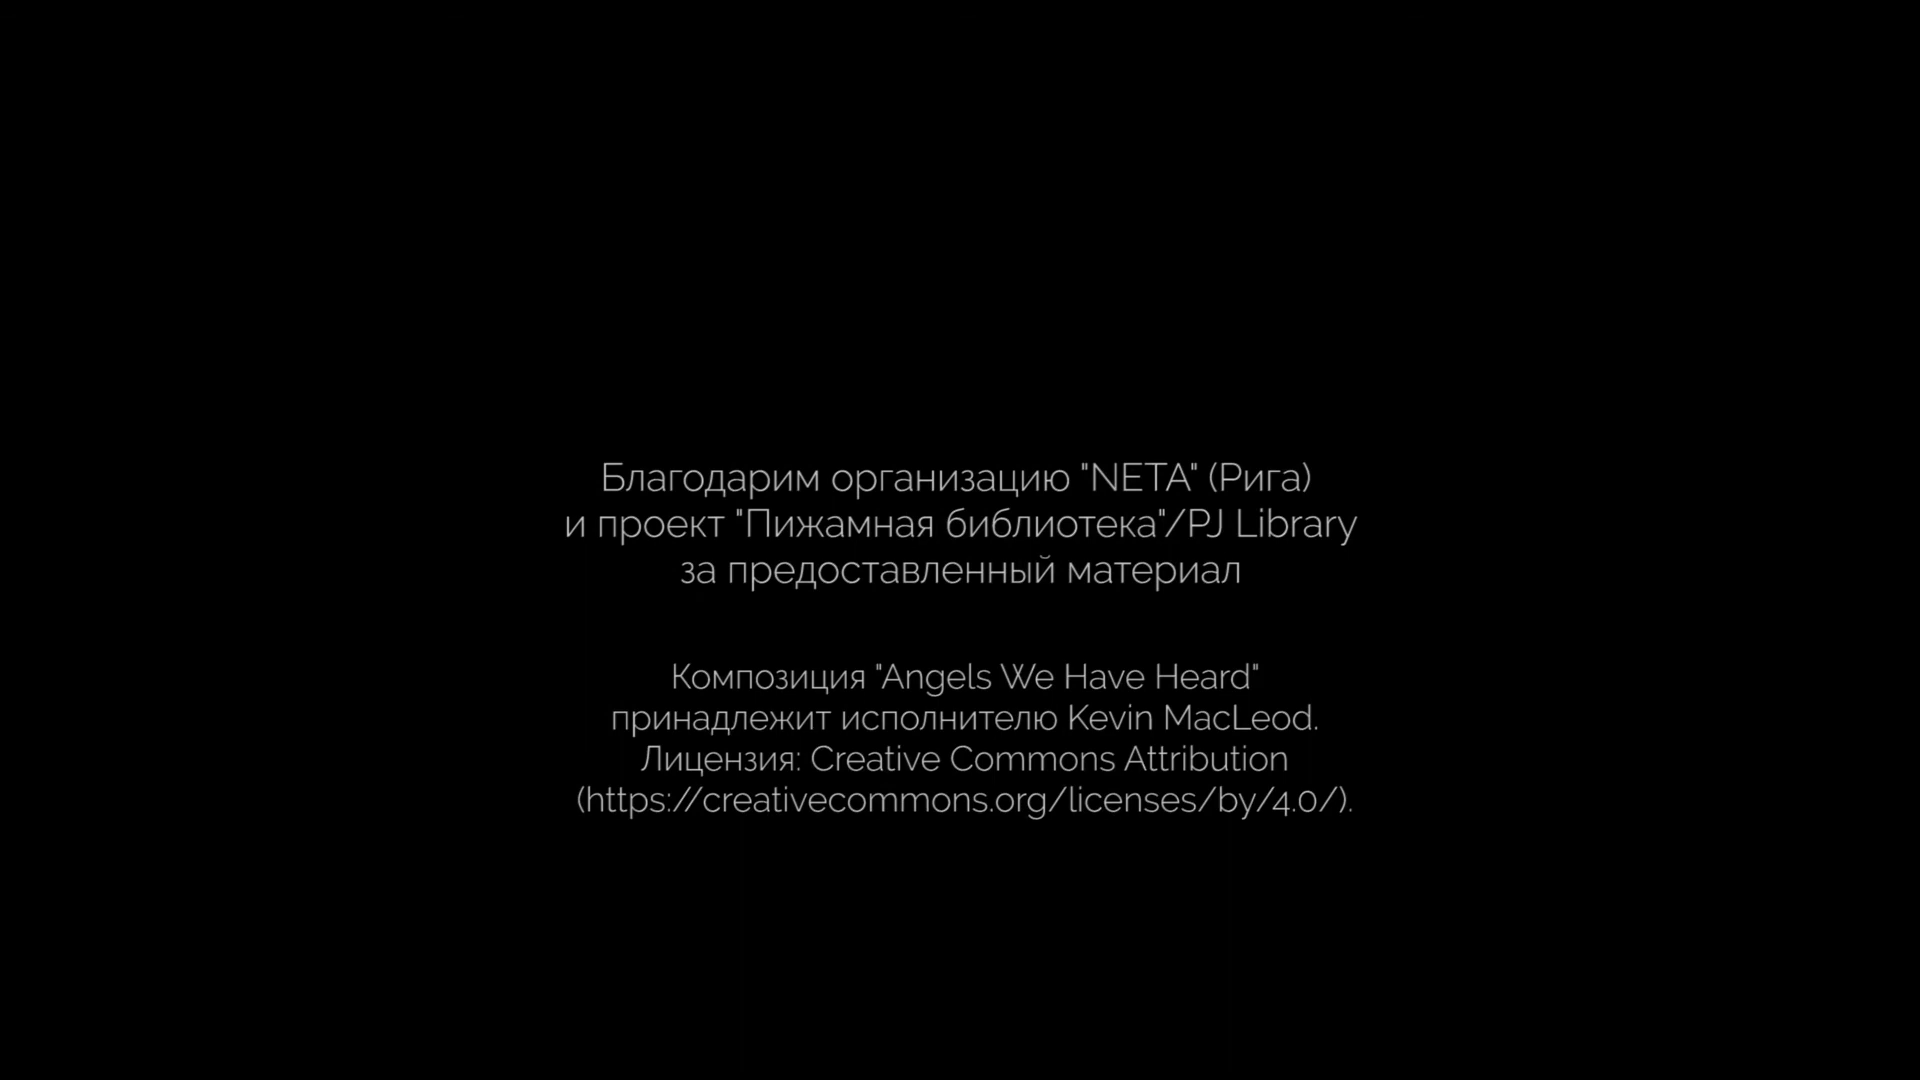 Благодарим организацию "NETA" (Рига)
и проект "Пижамная библиотека"/PJ Library
за предоставленный материал
Композиция "Angels We Have Heard"
принадлежит исполнителю Kevin MacLeod.
Лицензия: Creative Commons Attribution
(https://creativecommons.org/licenses/by/4.0/).